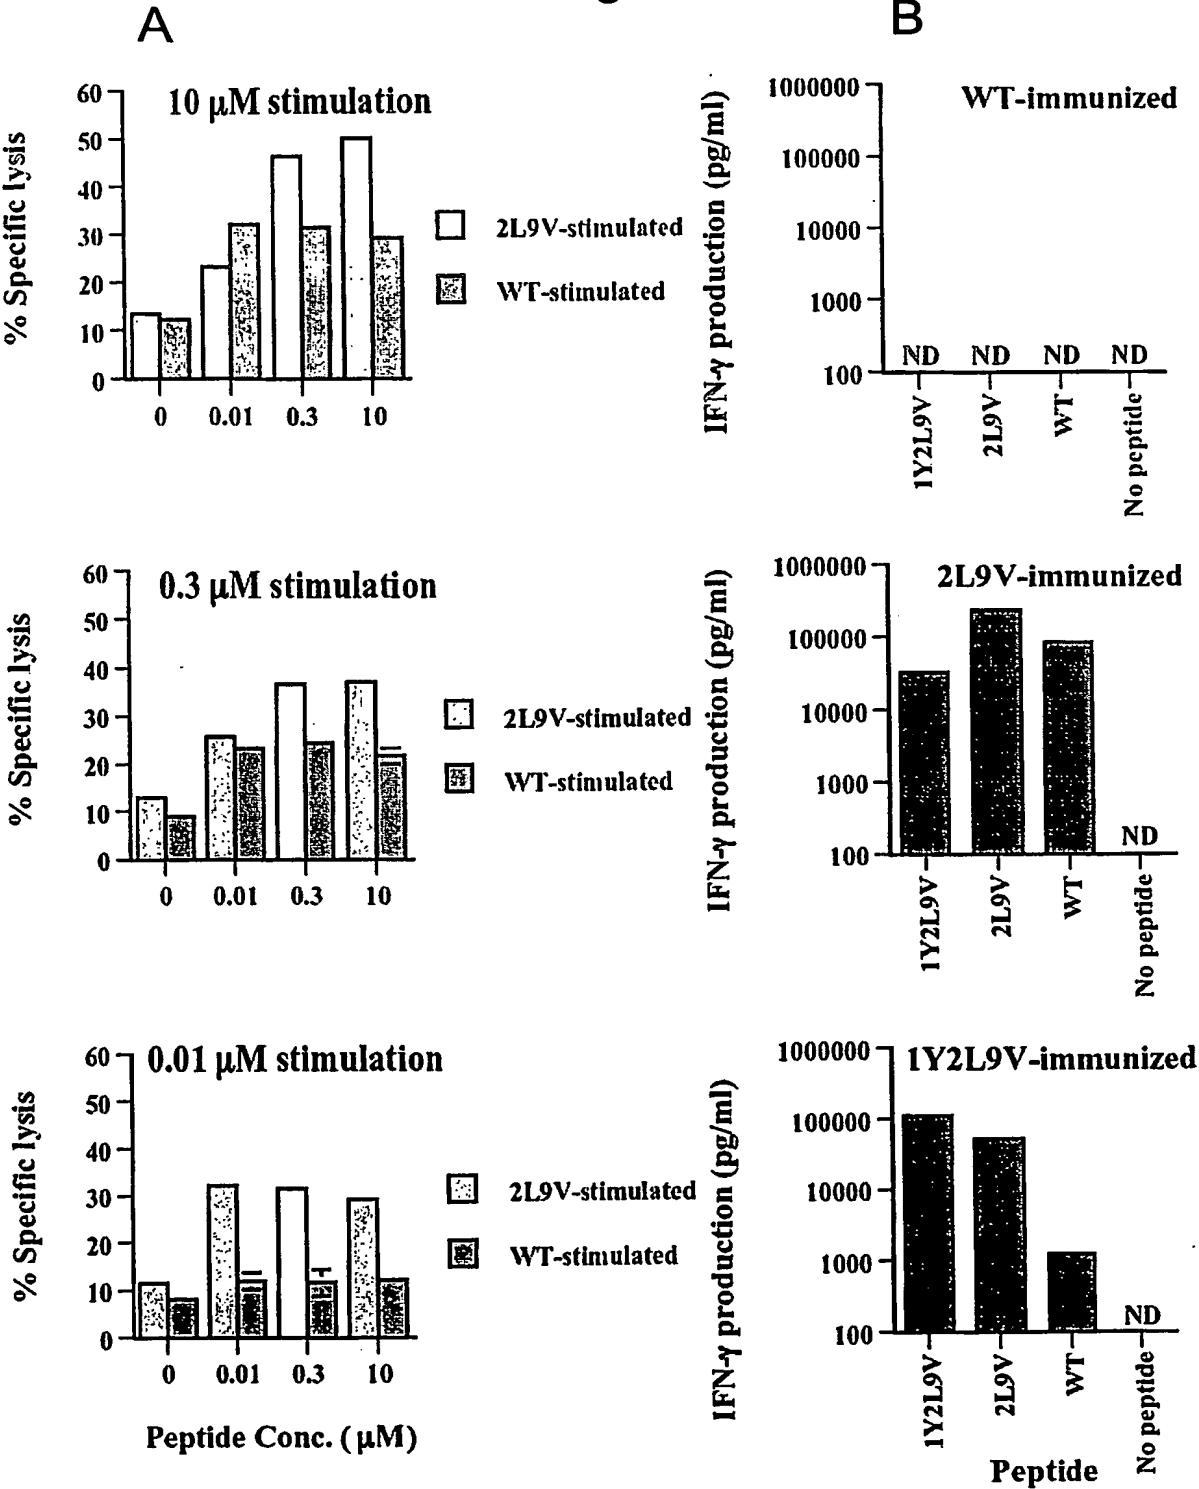 A
10 µM stimulation
% Specific lysis
60
50
40
30
20
10
0
0 0.01 0.3 10
2L9V-stimulated
WT-stimulated
0.3 µM stimulation
% Specific lysis
60
50
40
30
20
10
0
0 0.01 0.3 10
2L9V-stimulated
WT-stimulated
0.01 µM stimulation
% Specific lysis
60
50
40
30
20
10
0
0 0.01 0.3 10
2L9V-stimulated
WT-stimulated
Peptide Conc. (µM)
B
WT-immunized
IFN-γ production (pg/ml)
1000000
100000
10000
1000
100
ND ND ND ND
1Y2L9V
2L9V
WT
No peptide
2L9V-immunized
IFN-γ production (pg/ml)
1000000
100000
10000
1000
100
ND
1Y2L9V
2L9V
WT
No peptide
1Y2L9V-immunized
IFN-γ production (pg/ml)
1000000
100000
10000
1000
100
ND
1Y2L9V
2L9V
WT
No peptide
Peptide